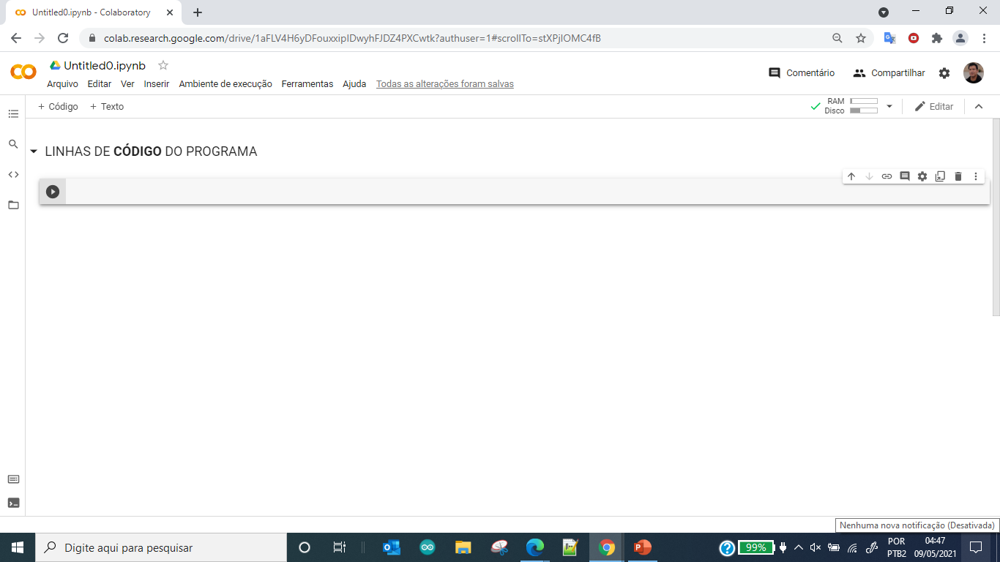 Untitled0.ipynb - Colaboratory
colab.research.google.com/drive/1aFLV4H6yDFouxxipIDwyhFJDZ4PXCwtk?authuser=1#scrollTo=stXPjIOMC4fB
Untitled0.ipynb
Arquivo Editar Ver Inserir Ambiente de execução Ferramentas Ajuda Todas as alterações foram salvas
Comentário Compartilhar
+ Código + Texto
RAM
Disco
Editar
LINHAS DE CÓDIGO DO PROGRAMA
Nenhuma nova notificação (Desativada)
Digite aqui para pesquisar
99%
POR
PTB2
04:47
09/05/2021